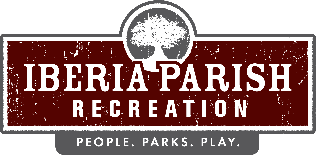 IBERIA PARISH
RECREATION
PEOPLE. PARKS. PLAY.